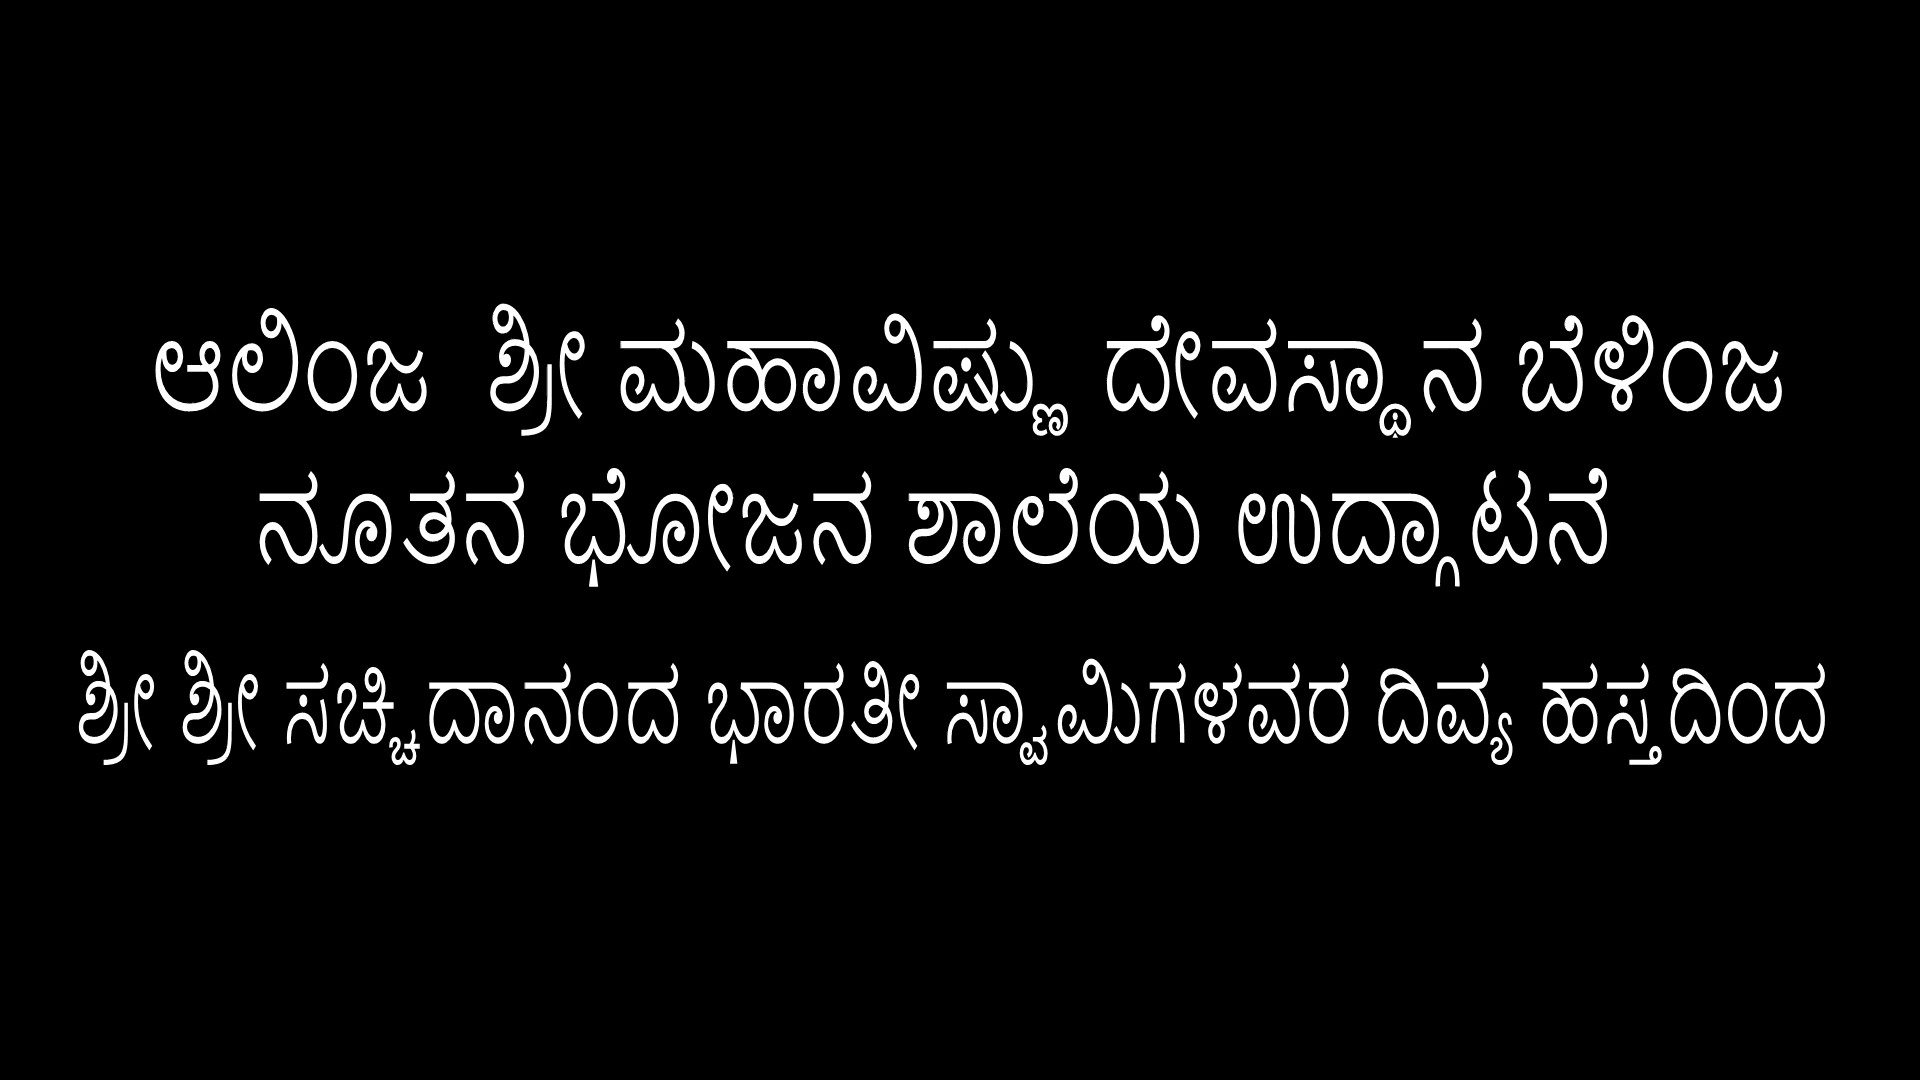 ಆಲಿಂಜ ಶ್ರೀ ಮಹಾವಿಷ್ಣು ದೇವಸ್ಥಾನ ಬೆಳಿಂಜ
ನೂತನ ಭೋಜನ ಶಾಲೆಯ ಉದ್ಗಾಟನೆ
ಶ್ರೀ ಶ್ರೀ ಸಚ್ಚಿದಾನಂದ ಭಾರತೀ ಸ್ವಾಮಿಗಳವರ ದಿವ್ಯ ಹಸ್ತದಿಂದ